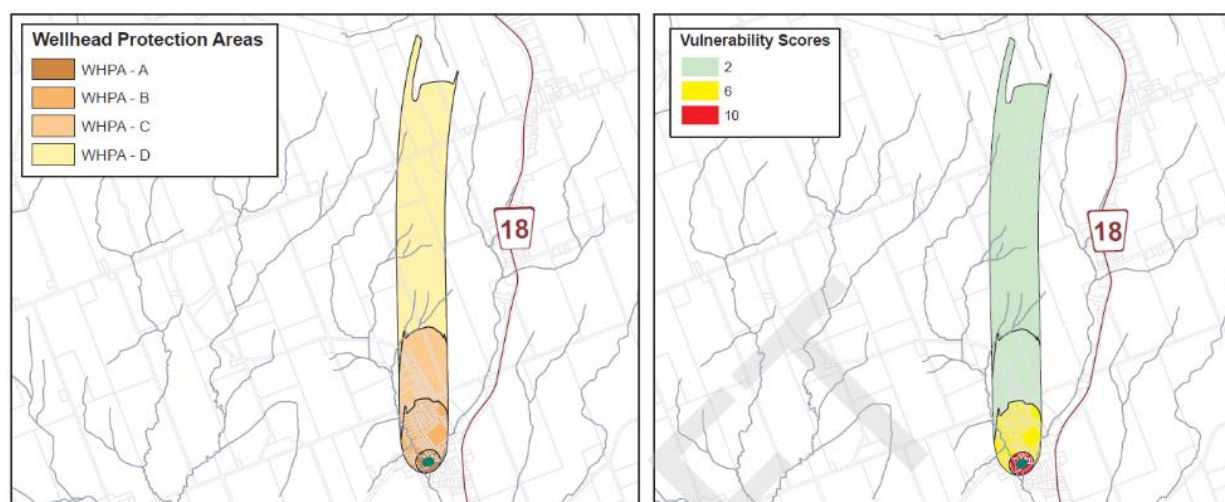 Wellhead Protection Areas
WHPA - A
WHPA - B
WHPA - C
WHPA - D
18
Vulnerability Scores
2
6
10
18